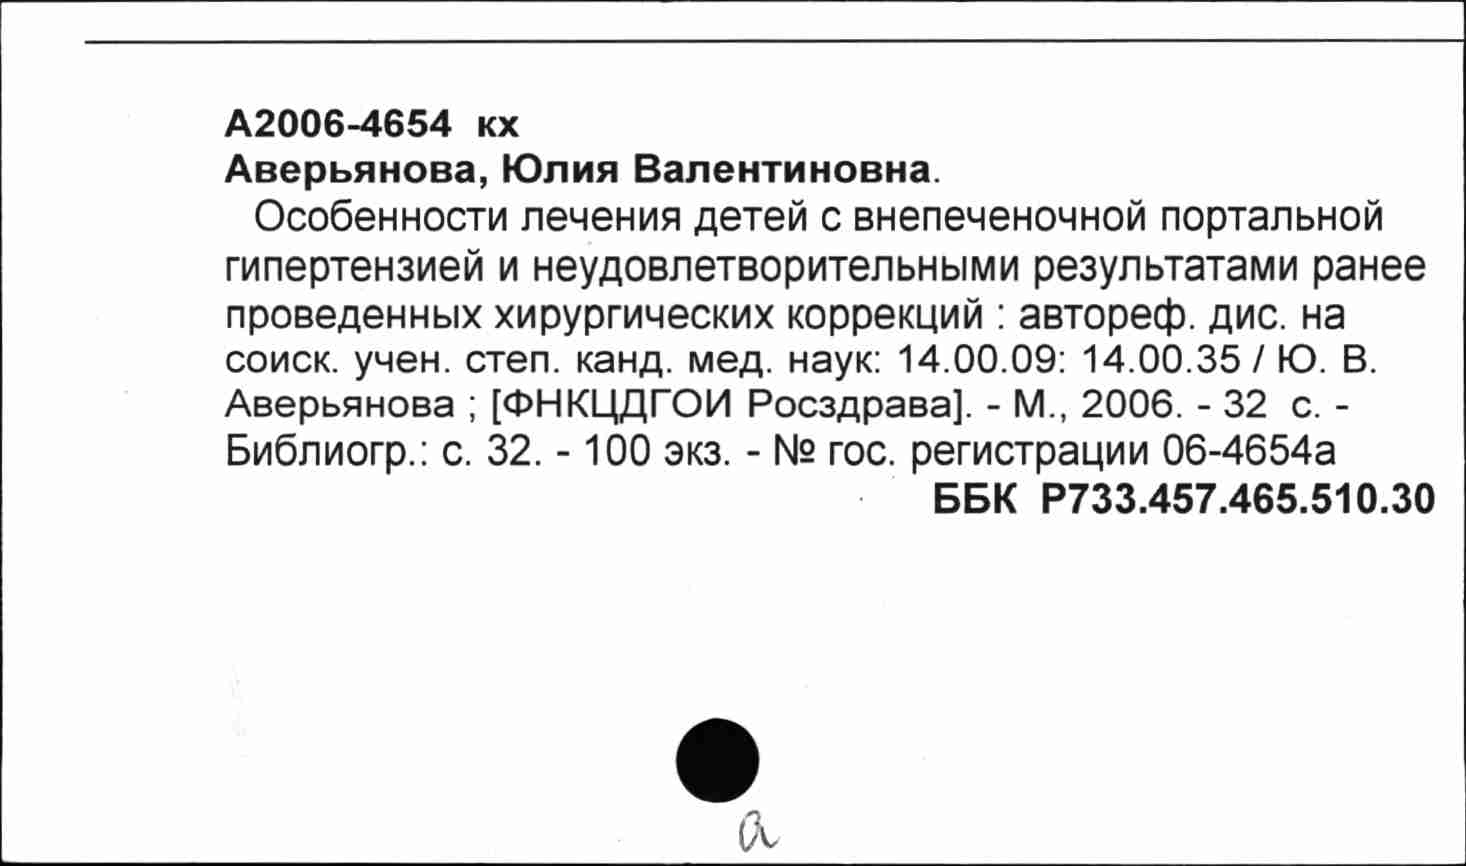 А2006-4654 кх
Аверьянова, Юлия Валентиновна.
Особенности лечения детей с внепеченочной портальной
гипертензией и неудовлетворительными результатами ранее
проведенных хирургических коррекций : автореф. дис. на
соиск. учен. степ. канд. мед. наук: 14.00.09: 14.00.35 / Ю. В.
Аверьянова ; [ФНКЦДГОИ Росздрава]. - М., 2006. - 32 с. -
Библиогр.: с. 32. - 100 экз. - № гос. регистрации 06-4654а
ББК Р733.457.465.510.30
а